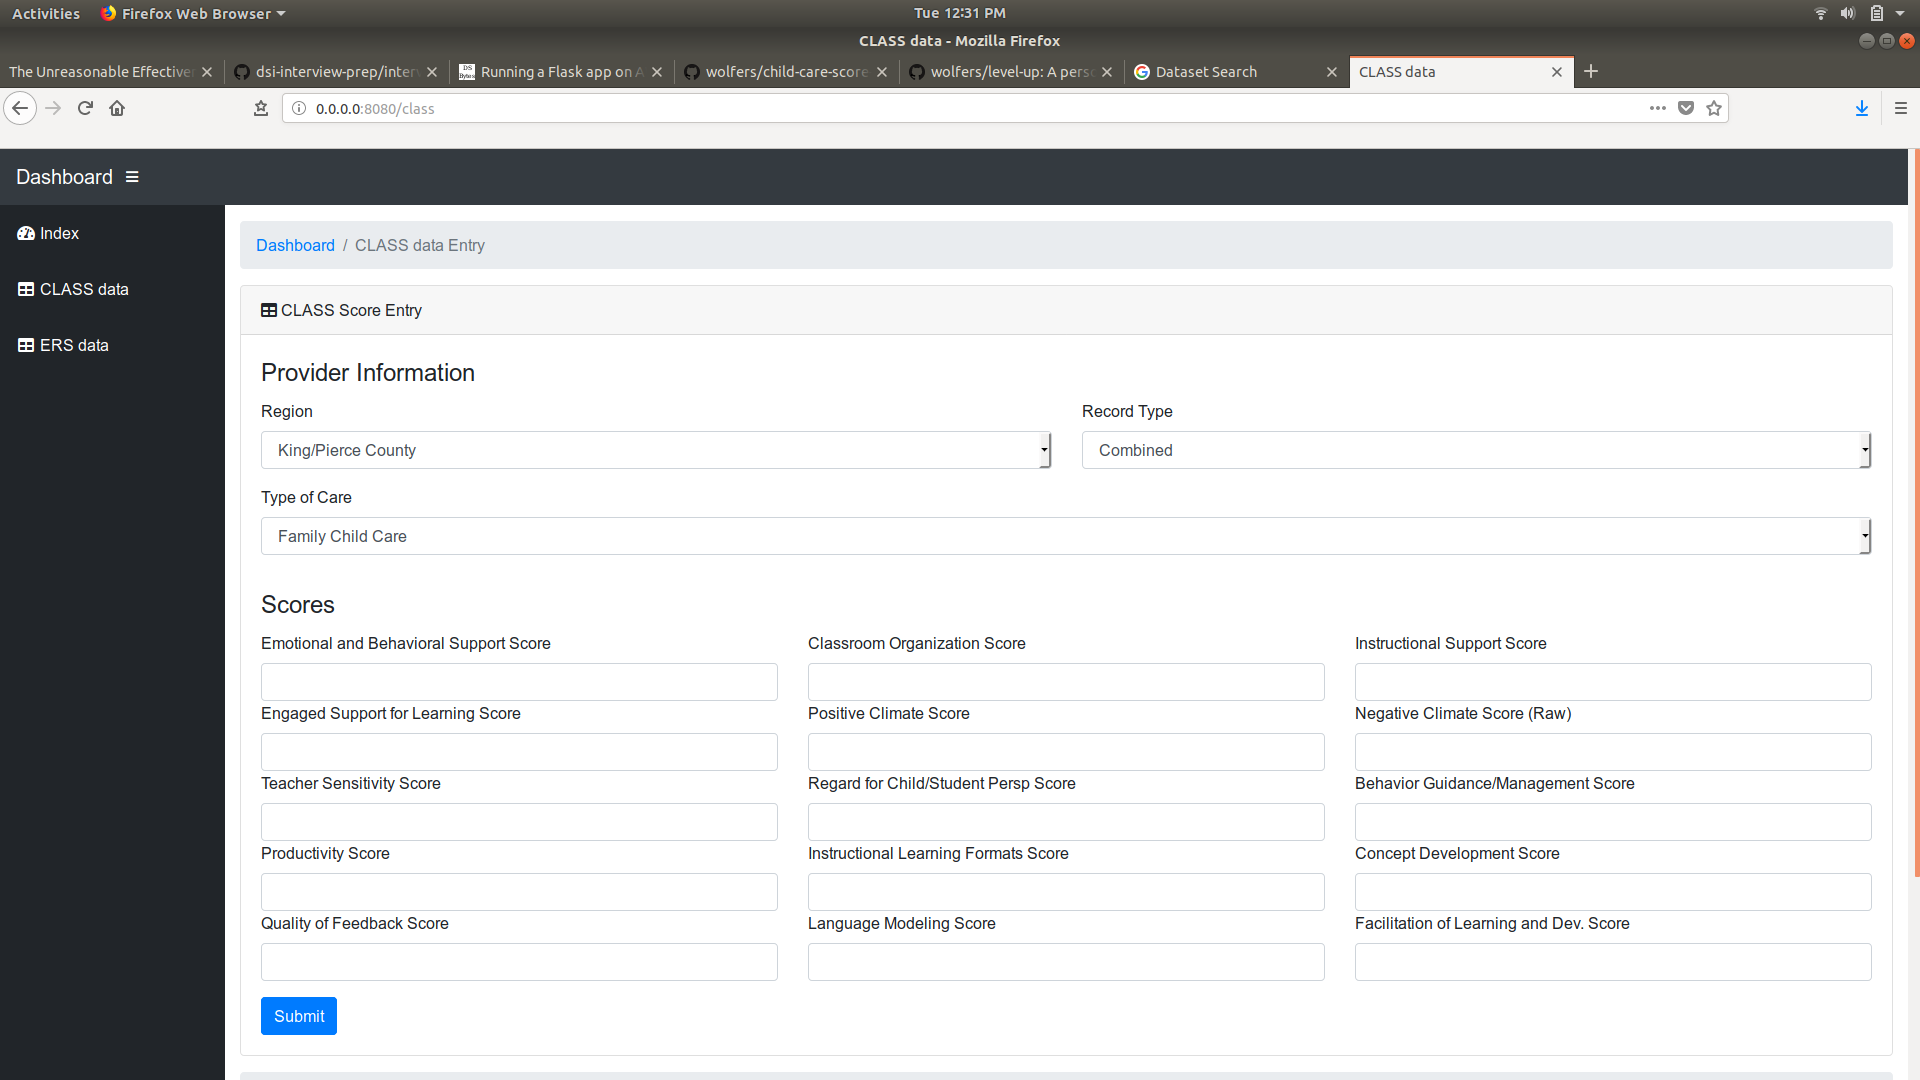 Activities Firefox Web Browser Tue 12:31 PM
CLASS data - Mozilla Firefox
The Unreasonable Effective dsi-interview-prep/inter Running a Flask app on A wolfers/child-care-score wolfers/level-up: A pers Dataset Search CLASS data
0.0.0.0:8080/class
Dashboard
Index
CLASS data
ERS data
Dashboard / CLASS data Entry
CLASS Score Entry
Provider Information
Region Record Type
King/Pierce County Combined
Type of Care
Family Child Care
Scores
Emotional and Behavioral Support Score Classroom Organization Score Instructional Support Score
Engaged Support for Learning Score Positive Climate Score Negative Climate Score (Raw)
Teacher Sensitivity Score Regard for Child/Student Persp Score Behavior Guidance/Management Score
Productivity Score Instructional Learning Formats Score Concept Development Score
Quality of Feedback Score Language Modeling Score Facilitation of Learning and Dev. Score
Submit